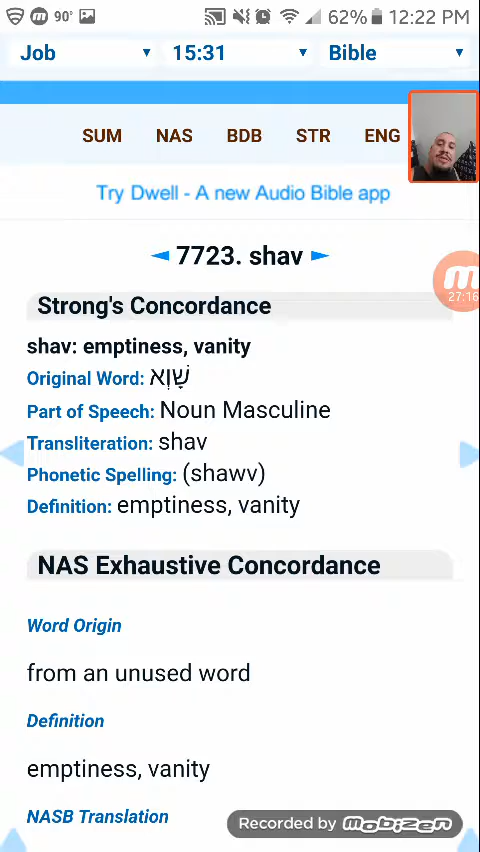 90° 62% 12:22 PM
Job 15:31 Bible
SUM NAS BDB STR ENG
Try Dwell - A new Audio Bible app
7723. shav
27:16
Strong's Concordance
shav: emptiness, vanity
Original Word: שָׁוְא
Part of Speech: Noun Masculine
Transliteration: shav
Phonetic Spelling: (shawv)
Definition: emptiness, vanity
NAS Exhaustive Concordance
Word Origin
from an unused word
Definition
emptiness, vanity
NASB Translation
Recorded by Mobizen